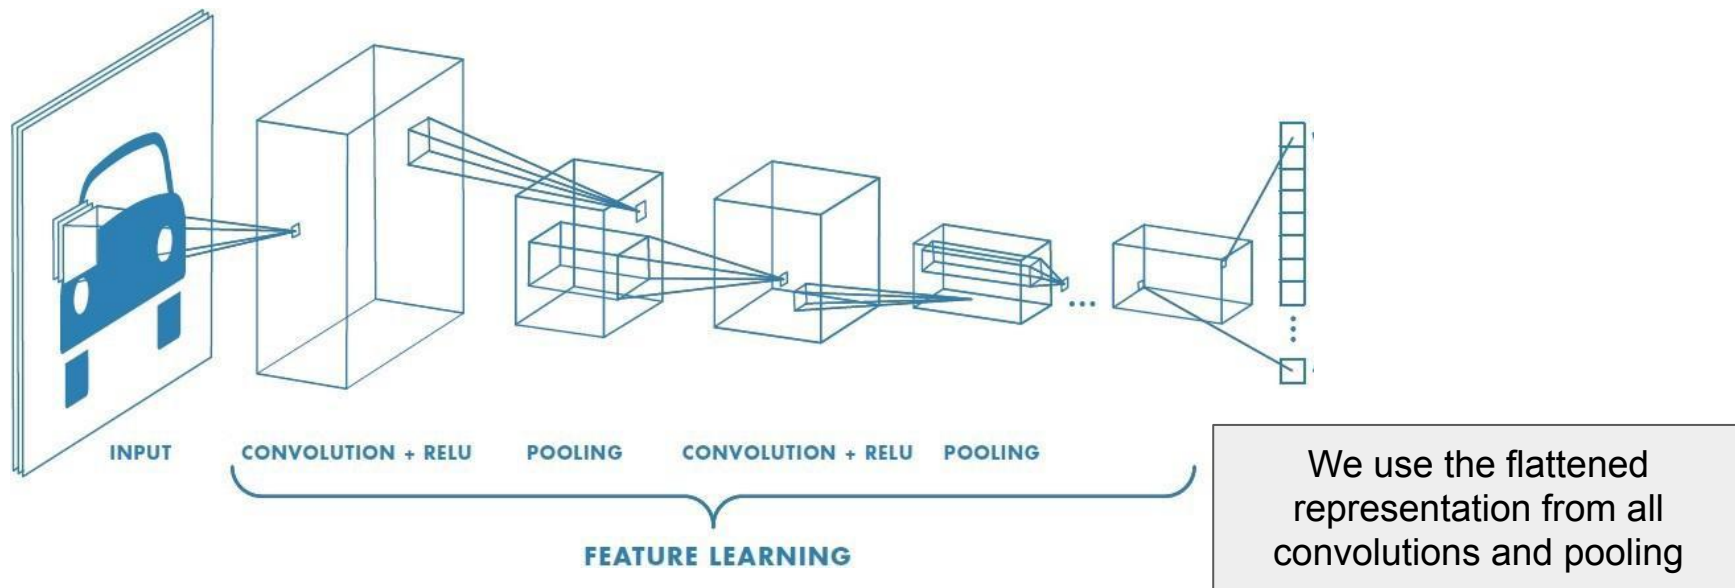 INPUT
CONVOLUTION + RELU
POOLING
CONVOLUTION + RELU
POOLING
FEATURE LEARNING
We use the flattened
representation from all
convolutions and pooling